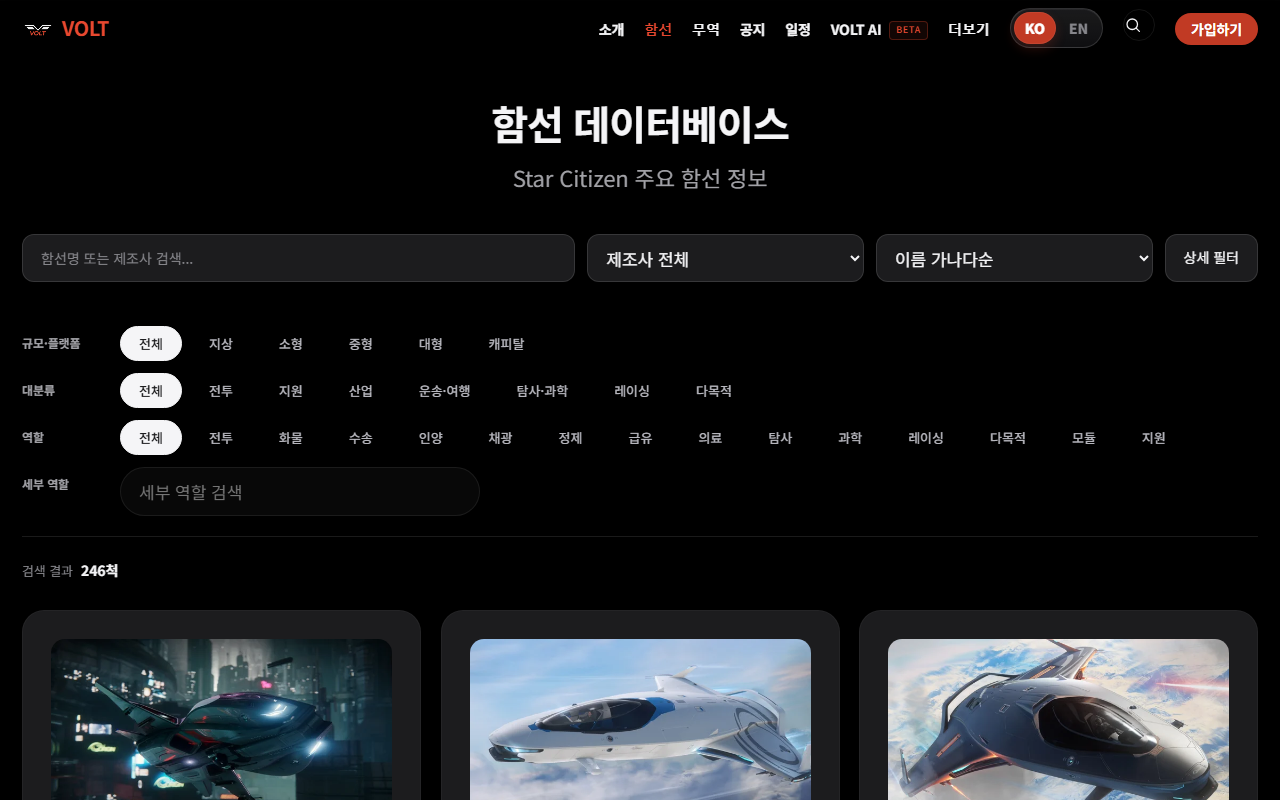 VOLT VOLT 소개 함선 무역 공지 일정 VOLT AI BETA 더보기 KO EN 가입하기
함선 데이터베이스
Star Citizen 주요 함선 정보
함선명 또는 제조사 검색... 제조사 전체 이름 가나다순 상세 필터
규모·플랫폼 전체 지상 소형 중형 대형 캐피탈
대분류 전체 전투 지원 산업 운송·여행 탐사·과학 레이싱 다목적
역할 전체 전투 화물 수송 인양 채광 정제 급유 의료 탐사 과학 레이싱 다목적 모듈 지원
세부 역할 세부 역할 검색
검색 결과 246척